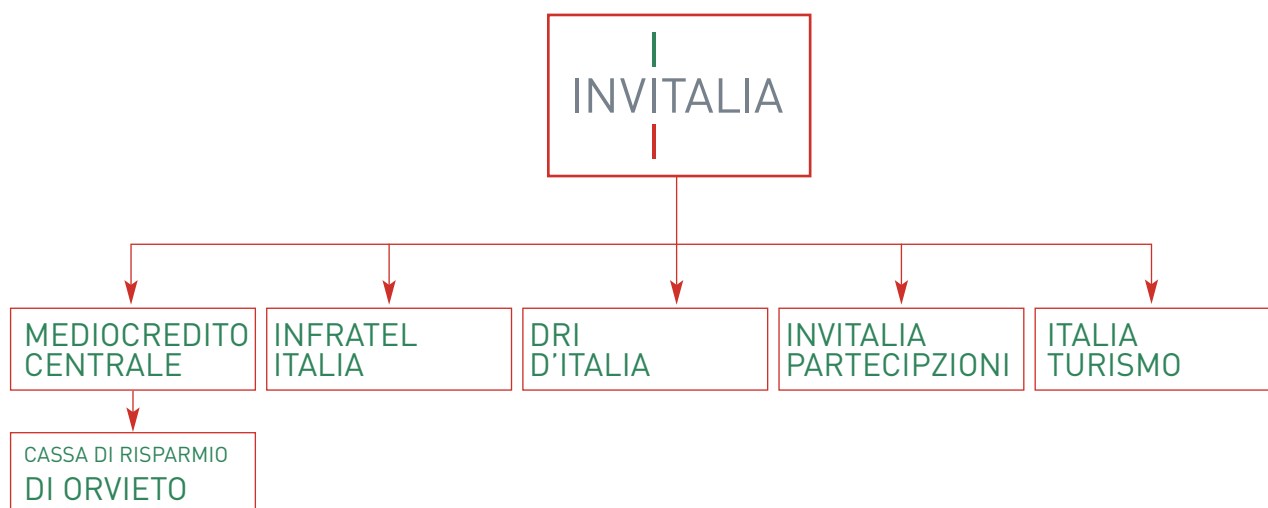 INVITALIA
MEDIOCREDITO
CENTRALE
INFRATEL
ITALIA
DRI
D'ITALIA
INVITALIA
PARTECIPZIONI
ITALIA
TURISMO
CASSA DI RISPARMIO
DI ORVIETO